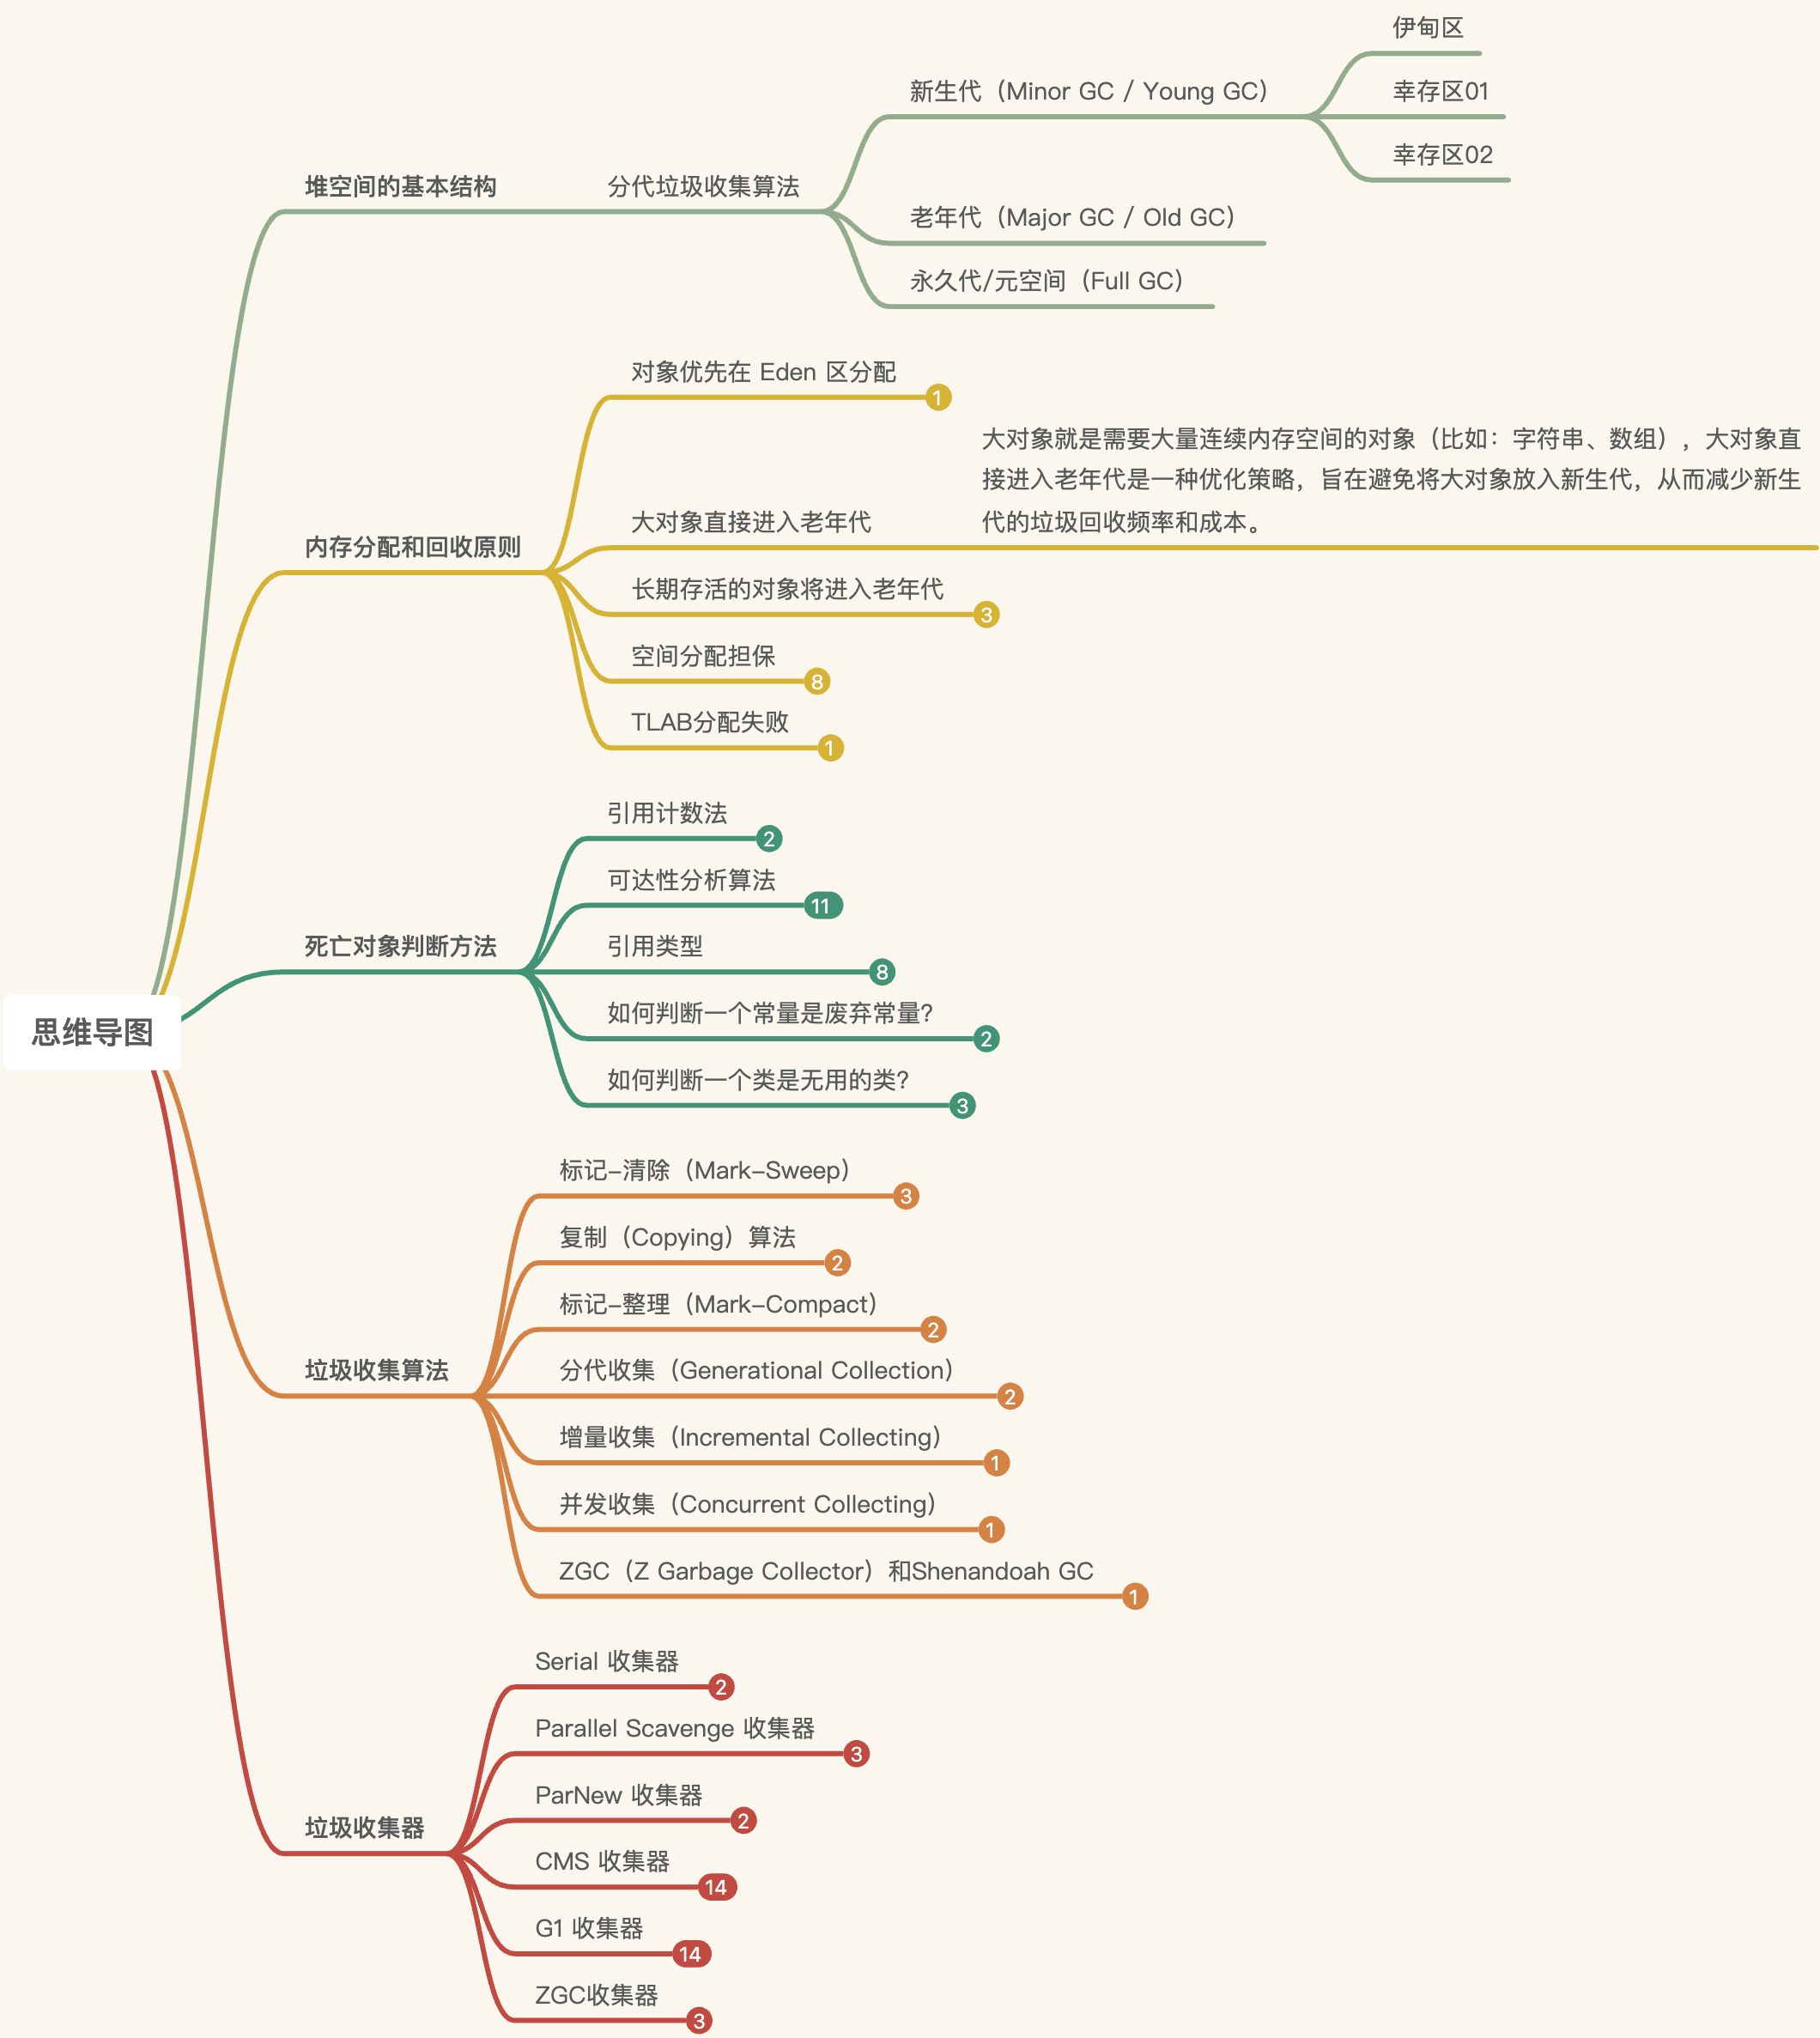 思维导图
堆空间的基本结构
分代垃圾收集算法
新生代（Minor GC / Young GC）
伊甸区
幸存区01
幸存区02
老年代（Major GC / Old GC）
永久代/元空间（Full GC）
内存分配和回收原则
对象优先在 Eden 区分配
1
大对象直接进入老年代
大对象就是需要大量连续内存空间的对象（比如：字符串、数组），大对象直
接进入老年代是一种优化策略，旨在避免将大对象放入新生代，从而减少新生
代的垃圾回收频率和成本。
长期存活的对象将进入老年代
3
空间分配担保
8
TLAB分配失败
1
死亡对象判断方法
引用计数法
2
可达性分析算法
11
引用类型
8
如何判断一个常量是废弃常量？
2
如何判断一个类是无用的类？
3
垃圾收集算法
标记–清除（Mark–Sweep）
3
复制（Copying）算法
2
标记–整理（Mark–Compact）
2
分代收集（Generational Collection）
2
增量收集（Incremental Collecting）
1
并发收集（Concurrent Collecting）
1
ZGC（Z Garbage Collector）和Shenandoah GC
1
垃圾收集器
Serial 收集器
2
Parallel Scavenge 收集器
3
ParNew 收集器
2
CMS 收集器
14
G1 收集器
14
ZGC收集器
3